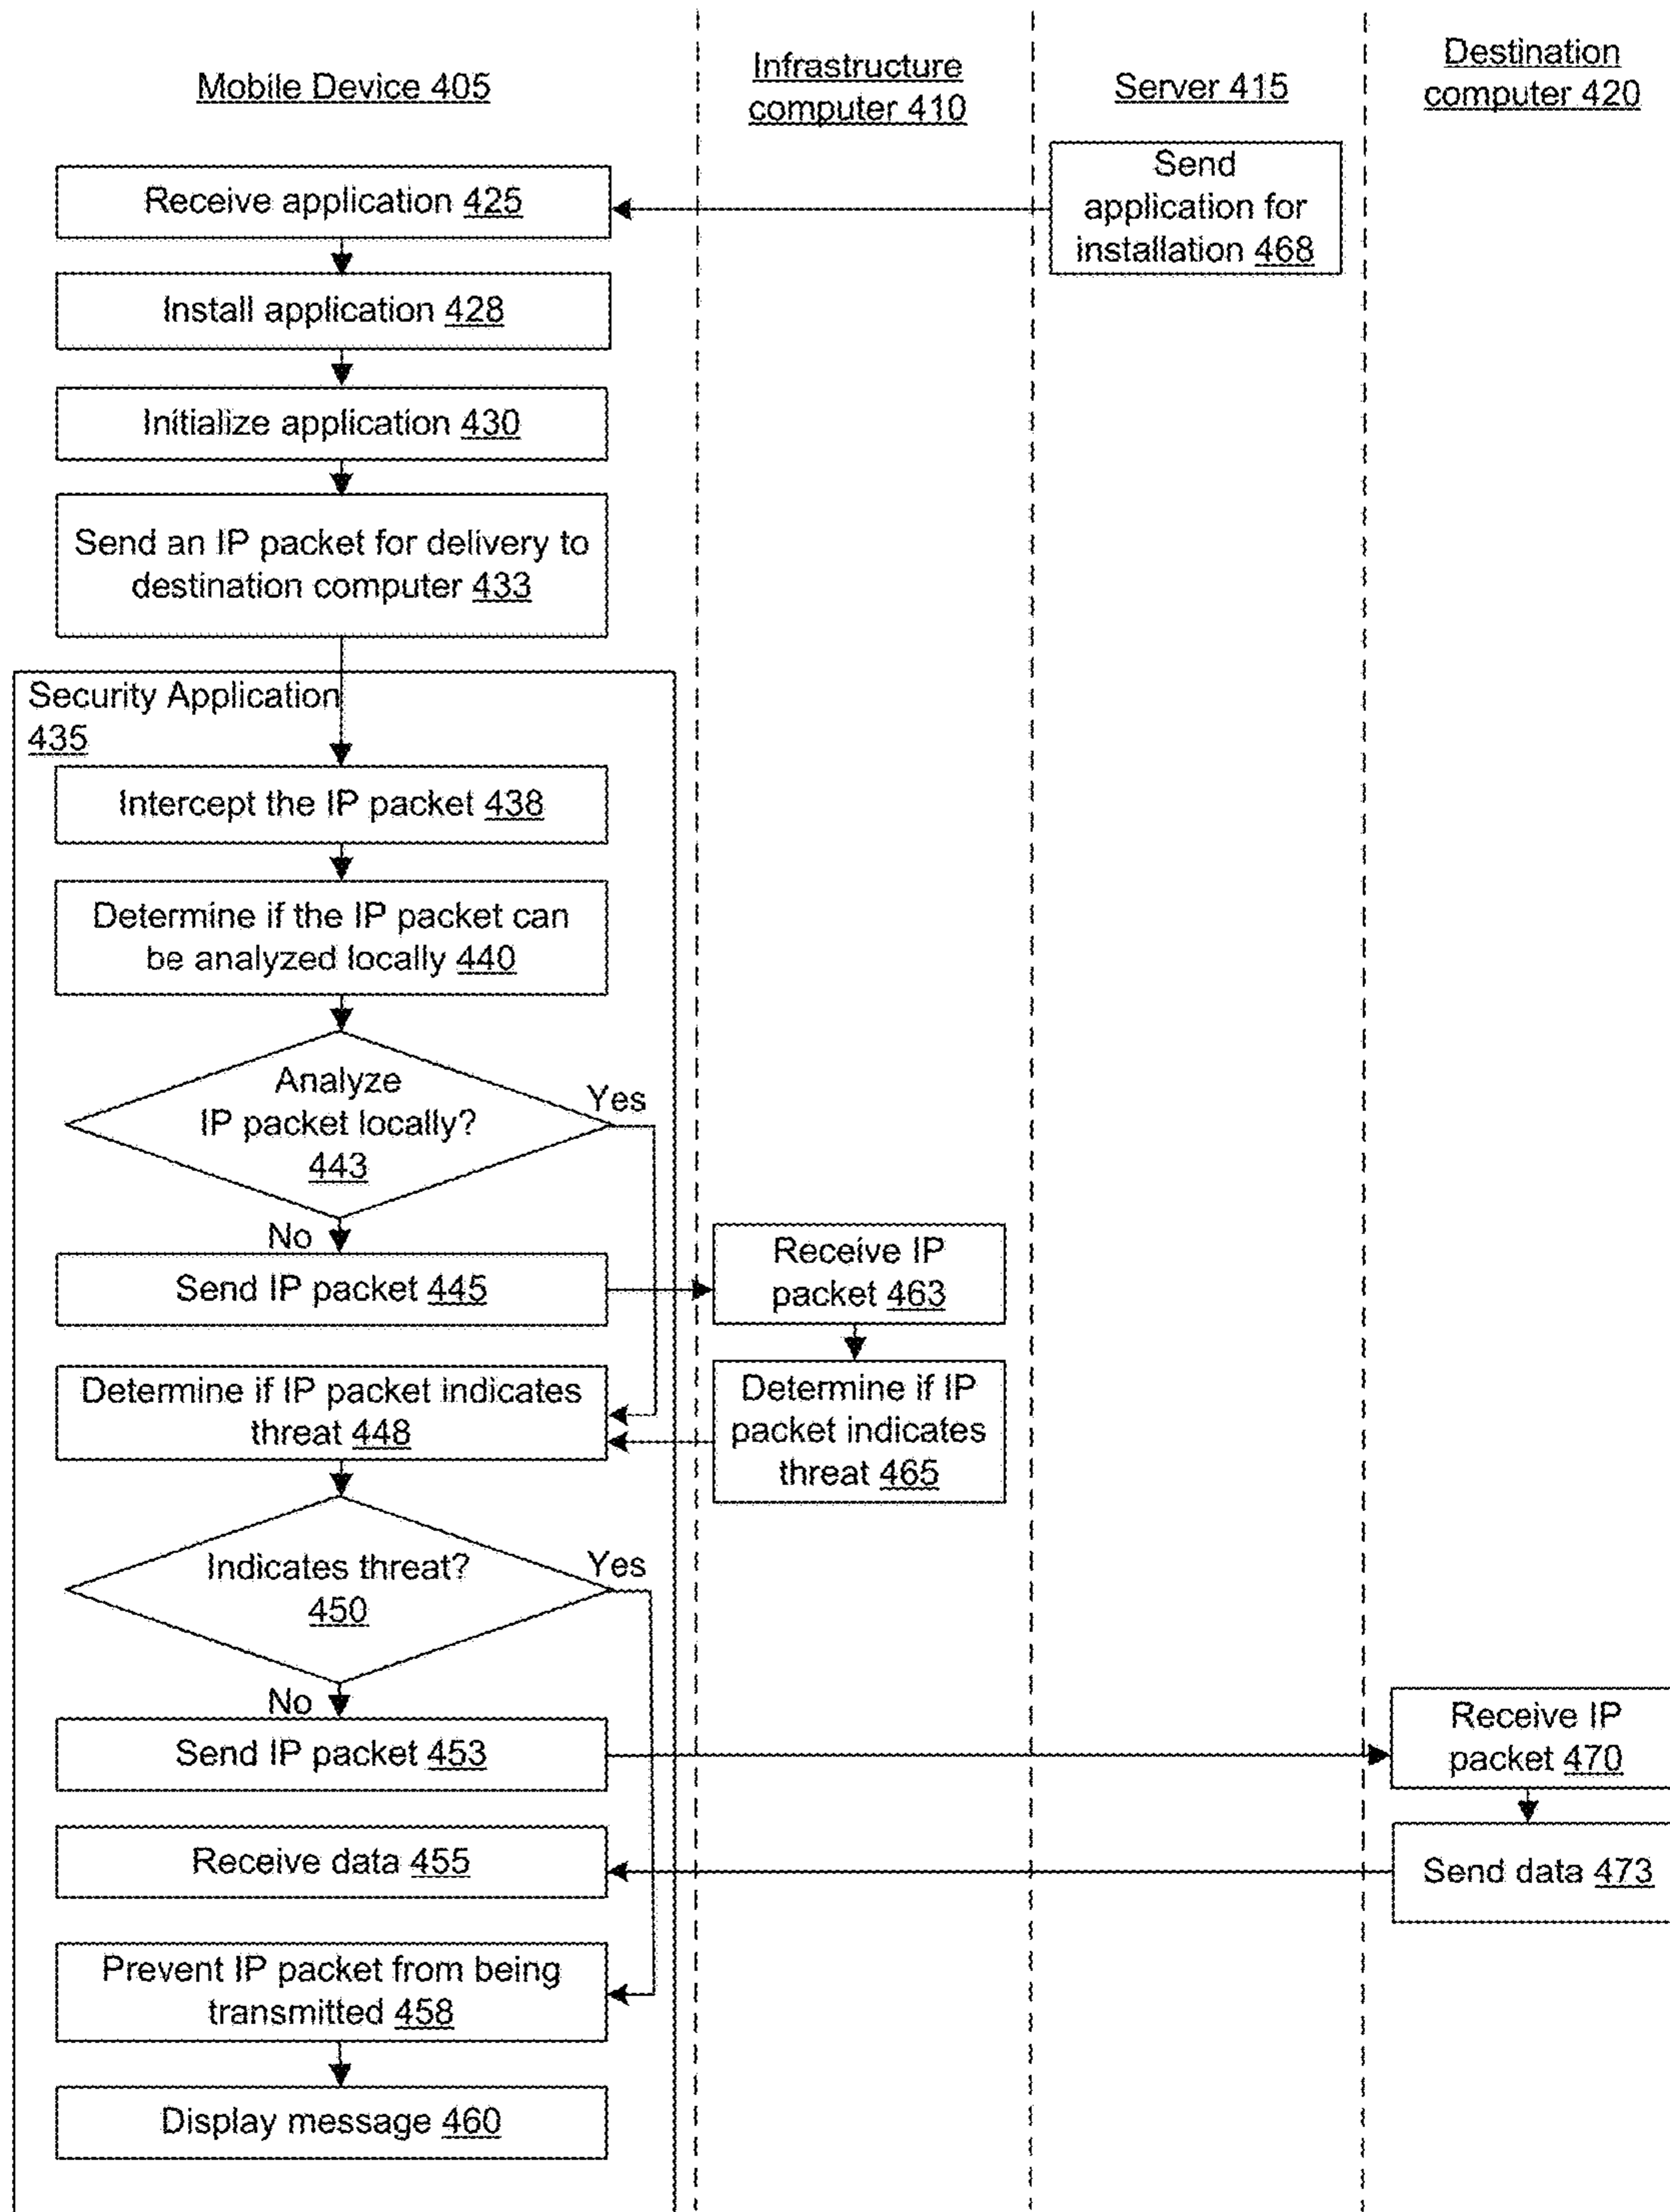 Mobile Device 405
Infrastructure
computer 410
Server 415
Destination
computer 420
Receive application 425
Send
application for
installation 468
Install application 428
Initialize application 430
Send an IP packet for delivery to
destination computer 433
Security Application
435
Intercept the IP packet 438
Determine if the IP packet can
be analyzed locally 440
Analyze
IP packet locally?
443
Yes
No
Send IP packet 445
Receive IP
packet 463
Determine if IP packet indicates
threat 448
Determine if IP
packet indicates
threat 465
Indicates threat?
450
Yes
No
Send IP packet 453
Receive IP
packet 470
Receive data 455
Send data 473
Prevent IP packet from being
transmitted 458
Display message 460